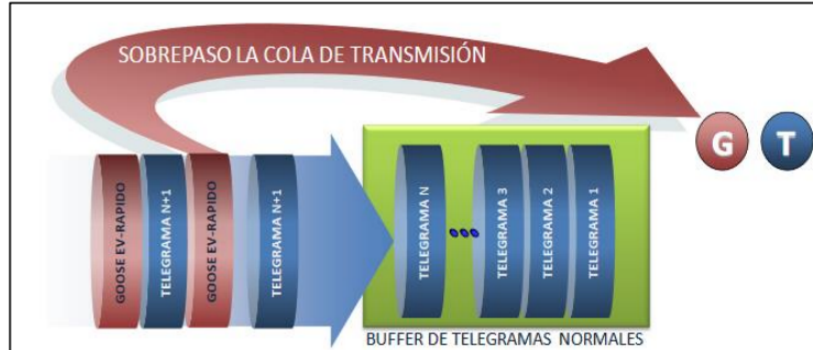 SOBREPASO LA COLA DE TRANSMISIÓN
G
T
GOOSE EV-RAPIDO
TELEGRAMA N+1
GOOSE EV-RAPIDO
TELEGRAMA N+1
TELEGRAMA N
TELEGRAMA 3
TELEGRAMA 2
TELEGRAMA 1
BUFFER DE TELEGRAMAS NORMALES